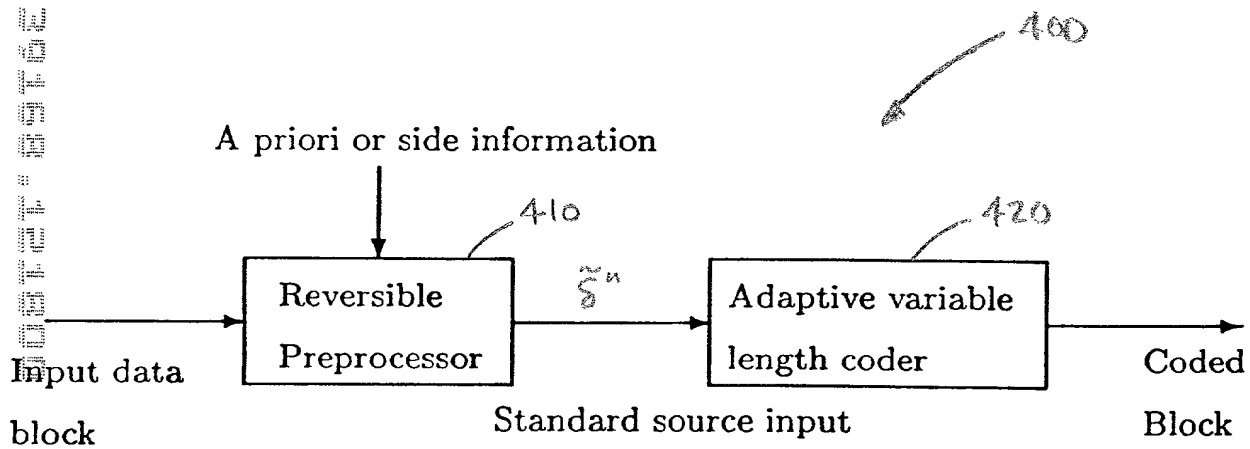 400
A priori or side information
410
420
Reversible
Preprocessor
δ̃ⁿ
Adaptive variable
length coder
Input data
block
Standard source input
Coded
Block